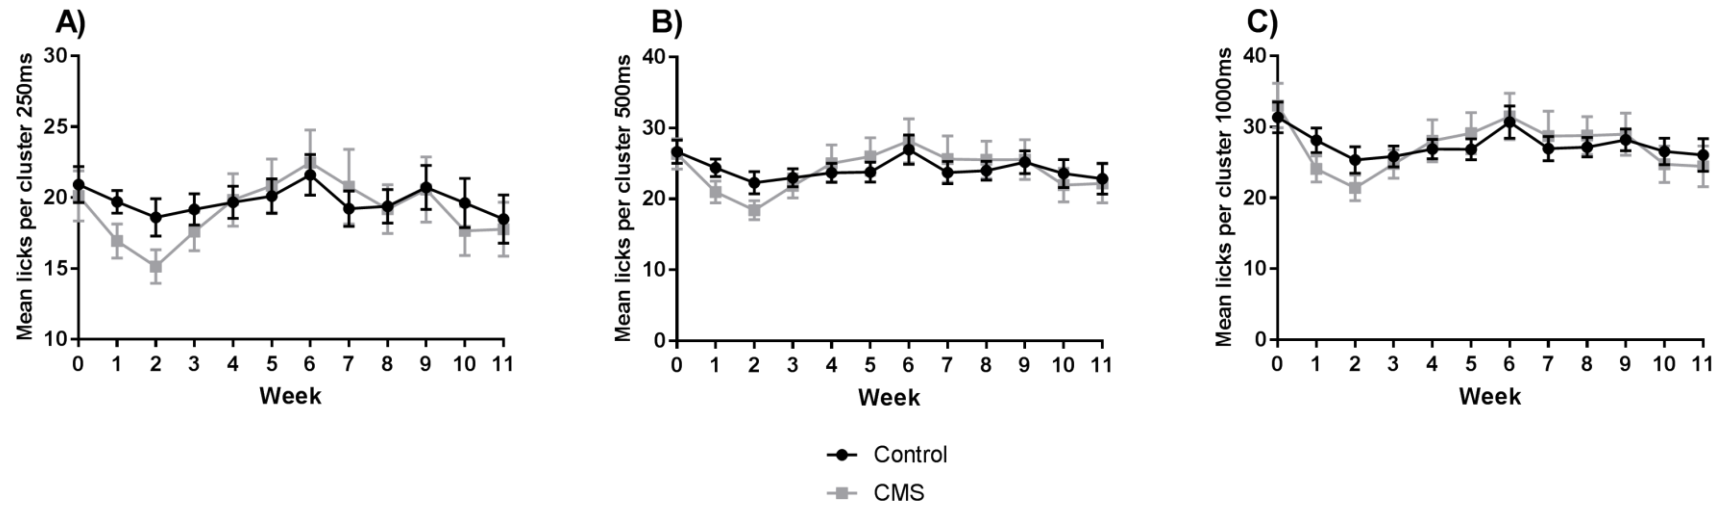 A)
Mean licks per cluster 250ms
30
25
20
15
10
0 1 2 3 4 5 6 7 8 9 10 11
Week
B)
Mean licks per cluster 500ms
40
30
20
10
0
0 1 2 3 4 5 6 7 8 9 10 11
Week
C)
Mean licks per cluster 1000ms
40
30
20
10
0
0 1 2 3 4 5 6 7 8 9 10 11
Week
Control
CMS